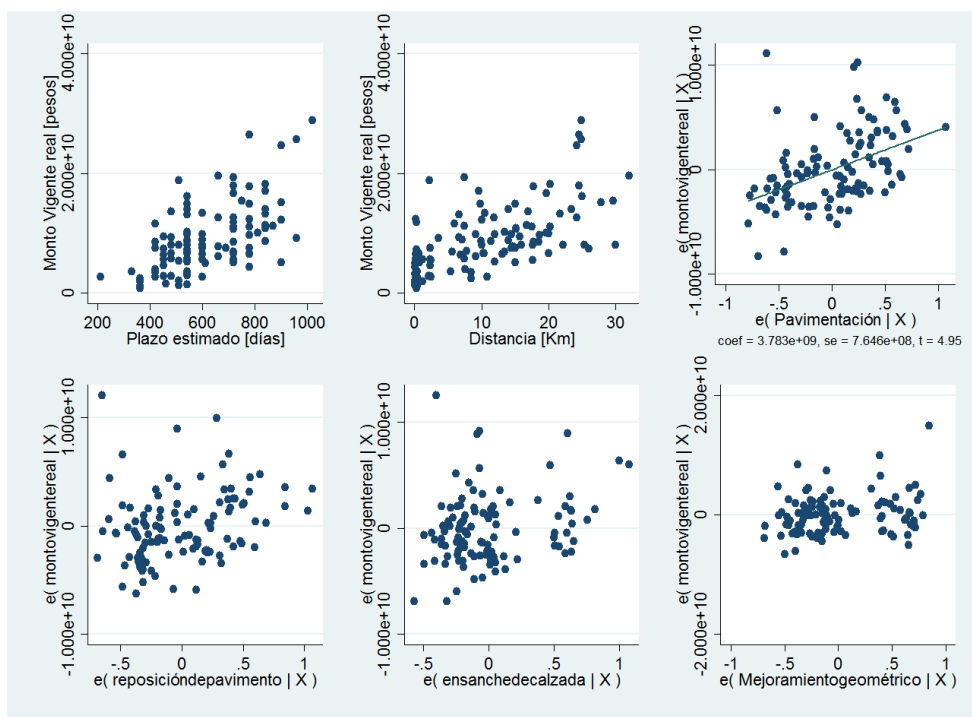 Monto Vigente real [pesos]
0
2.000e+10
4.000e+10
200
400
600
800
1000
Plazo estimado [días]
Monto Vigente real [pesos]
0
2.000e+10
4.000e+10
0
10
20
30
Distancia [Km]
e( montovigentereal | X )
-1.000e+10
0
1.000e+10
-1
-.5
0
.5
1
e( Pavimentación | X )
coef = 3.783e+09, se = 7.646e+08, t = 4.95
e( montovigentereal | X )
-1.000e+10
0
1.000e+10
-.5
0
.5
1
e( reposicióndepavimento | X )
e( montovigentereal | X )
-1.000e+10
0
1.000e+10
-.5
0
.5
1
e( ensanchedecalzada | X )
e( montovigentereal | X )
-2.000e+10
0
2.000e+10
-1
-.5
0
.5
1
e( Mejoramientogeométrico | X )